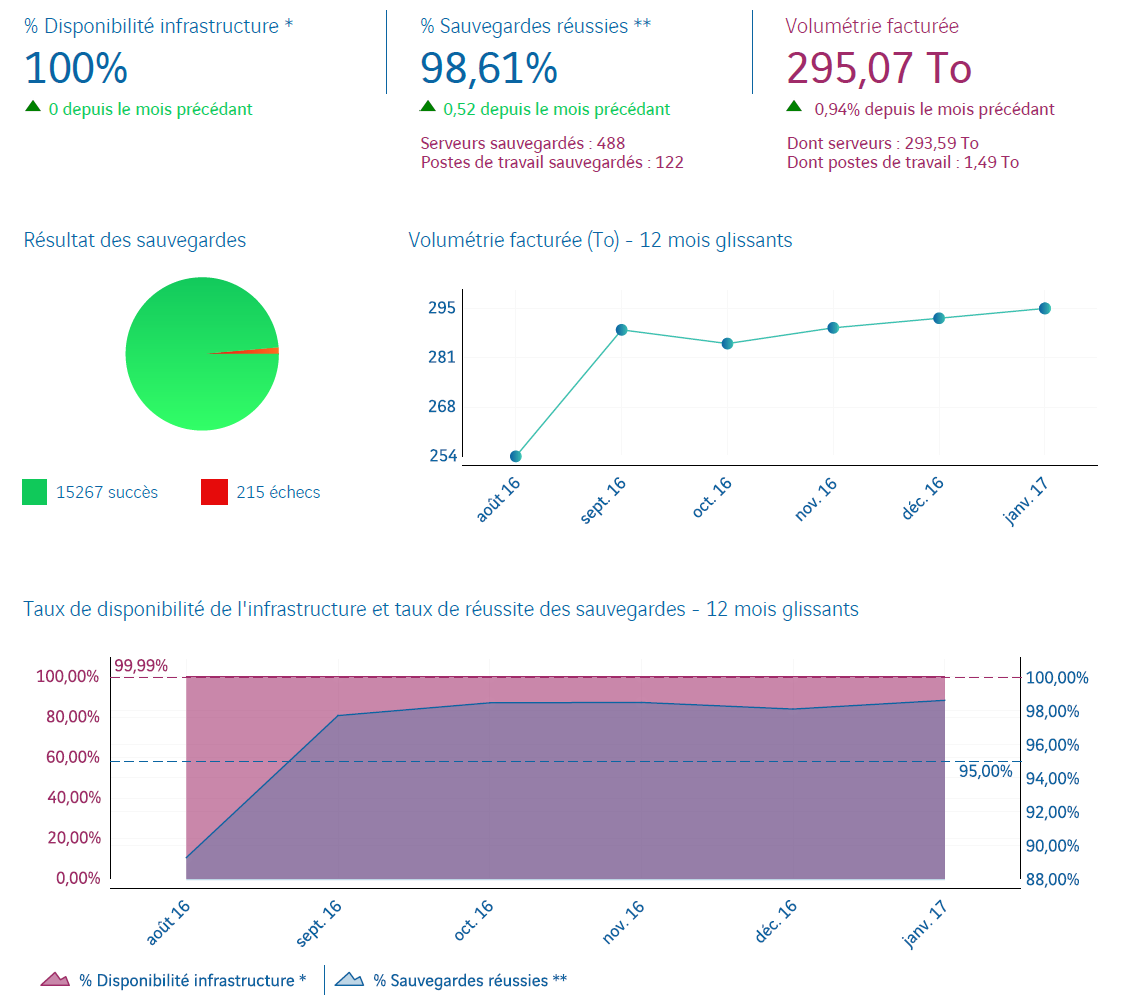 % Disponibilité infrastructure *
100%
0 depuis le mois précédant
% Sauvegardes réussies **
98,61%
0,52 depuis le mois précédant
Serveurs sauvegardés : 488
Postes de travail sauvegardés : 122
Volumétrie facturée
295,07 To
0,94% depuis le mois précédant
Dont serveurs : 293,59 To
Dont postes de travail : 1,49 To
Résultat des sauvegardes
15267 succès
215 échecs
Volumétrie facturée (To) - 12 mois glissants
295
281
268
254
août 16
sept. 16
oct. 16
nov. 16
déc. 16
janv. 17
Taux de disponibilité de l'infrastructure et taux de réussite des sauvegardes - 12 mois glissants
99,99%
100,00%
80,00%
60,00%
40,00%
20,00%
0,00%
100,00%
98,00%
96,00%
95,00%
94,00%
92,00%
90,00%
88,00%
août 16
sept. 16
oct. 16
nov. 16
déc. 16
janv. 17
% Disponibilité infrastructure *
% Sauvegardes réussies **